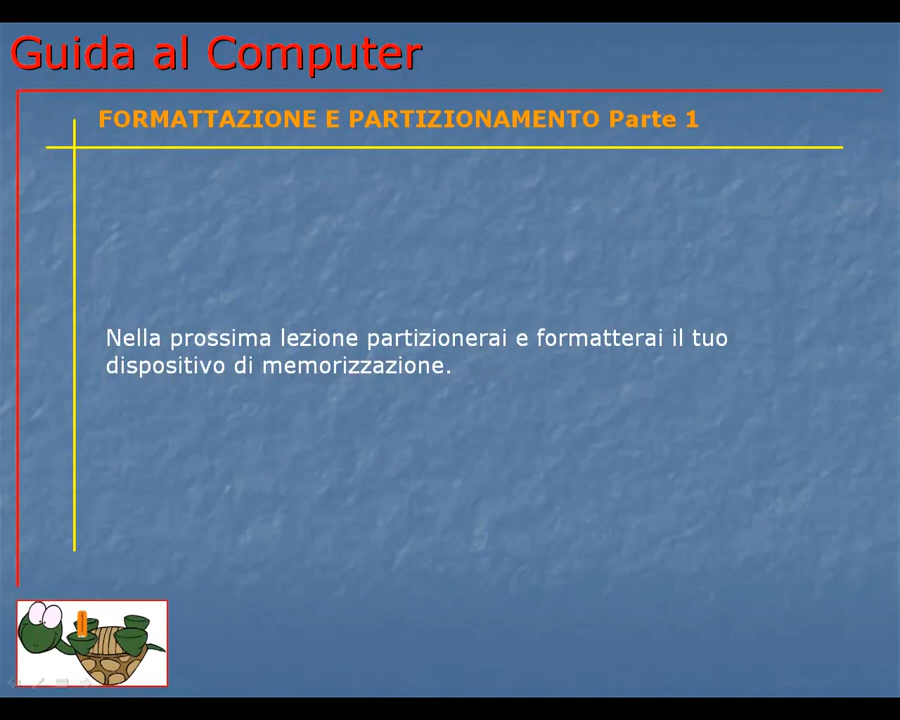 Guida al Computer
FORMATTAZIONE E PARTIZIONAMENTO Parte 1
Nella prossima lezione partizionerai e formatterai il tuo
dispositivo di memorizzazione.